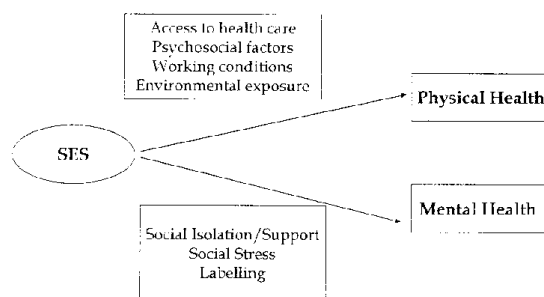 Access to health care
Psychosocial factors
Working conditions
Environmental exposure
Physical Health
SES
Mental Health
Social Isolation/Support
Social Stress
Labelling